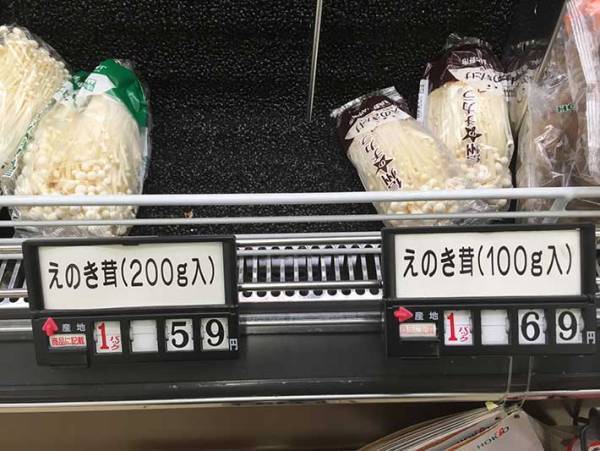 えのき茸(200g入)
産地
商品に記載
1パック 59円
えのき茸(100g入)
産地
1パック 69円
HOKTO